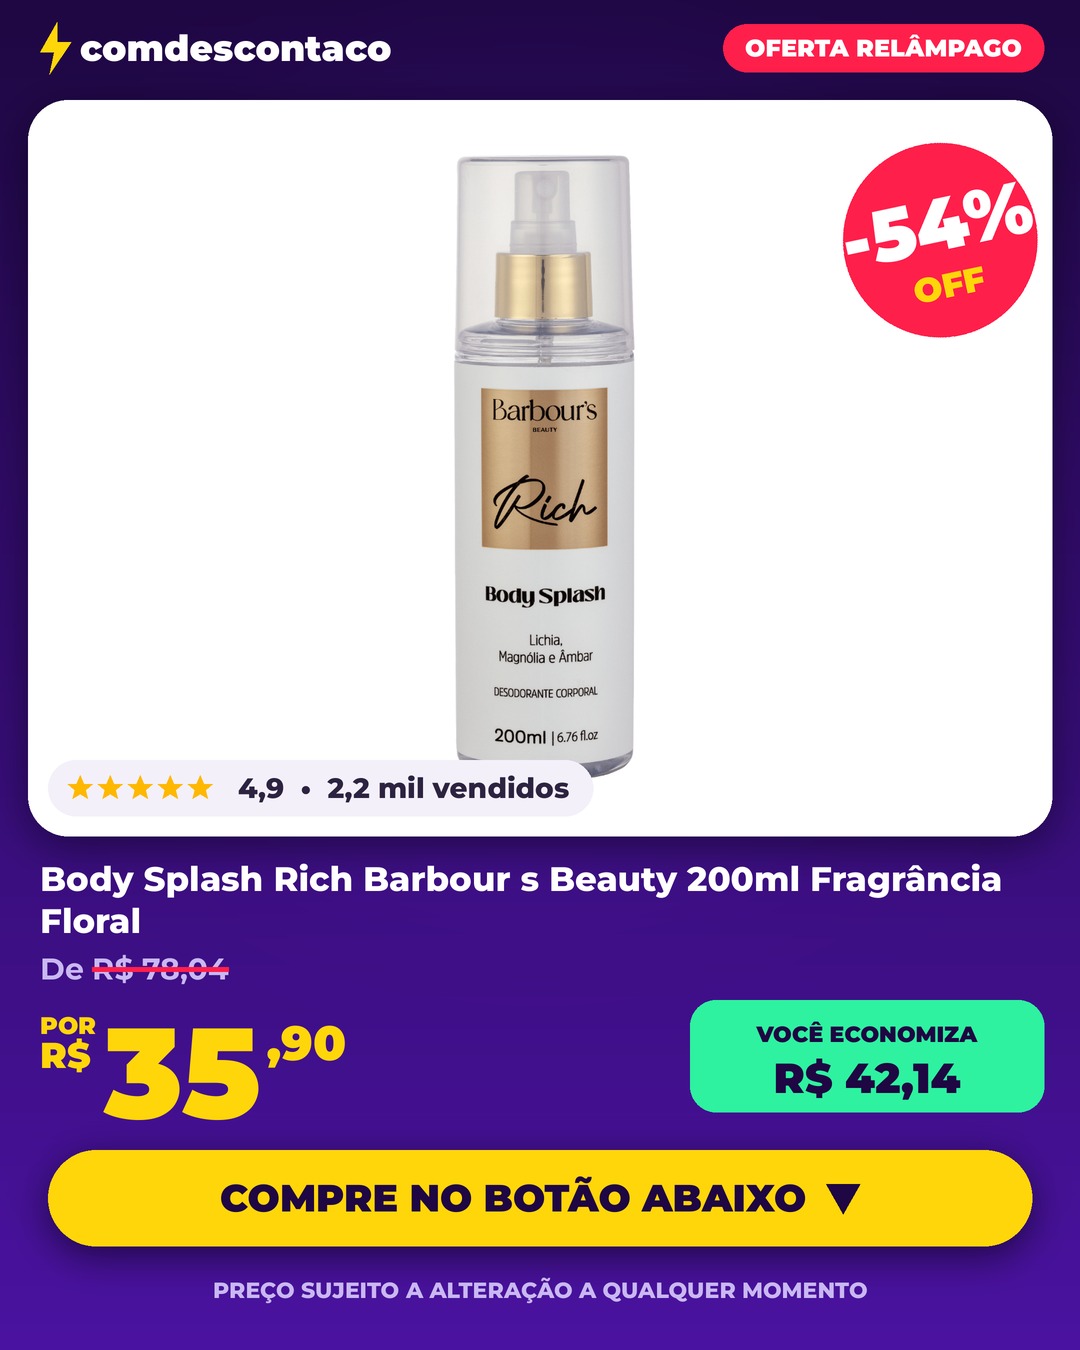 comdescontaco
OFERTA RELÂMPAGO
-54%
OFF
Barbour's
BEAUTY
Rich
Body Splash
Lichia,
Magnólia e Âmbar
DESODORANTE CORPORAL
200ml | 6.76 fl.oz
4,9 • 2,2 mil vendidos
Body Splash Rich Barbour s Beauty 200ml Fragrância
Floral
De R$ 78,04
POR
R$ 35,90
VOCÊ ECONOMIZA
R$ 42,14
COMPRE NO BOTÃO ABAIXO ▼
PREÇO SUJEITO A ALTERAÇÃO A QUALQUER MOMENTO